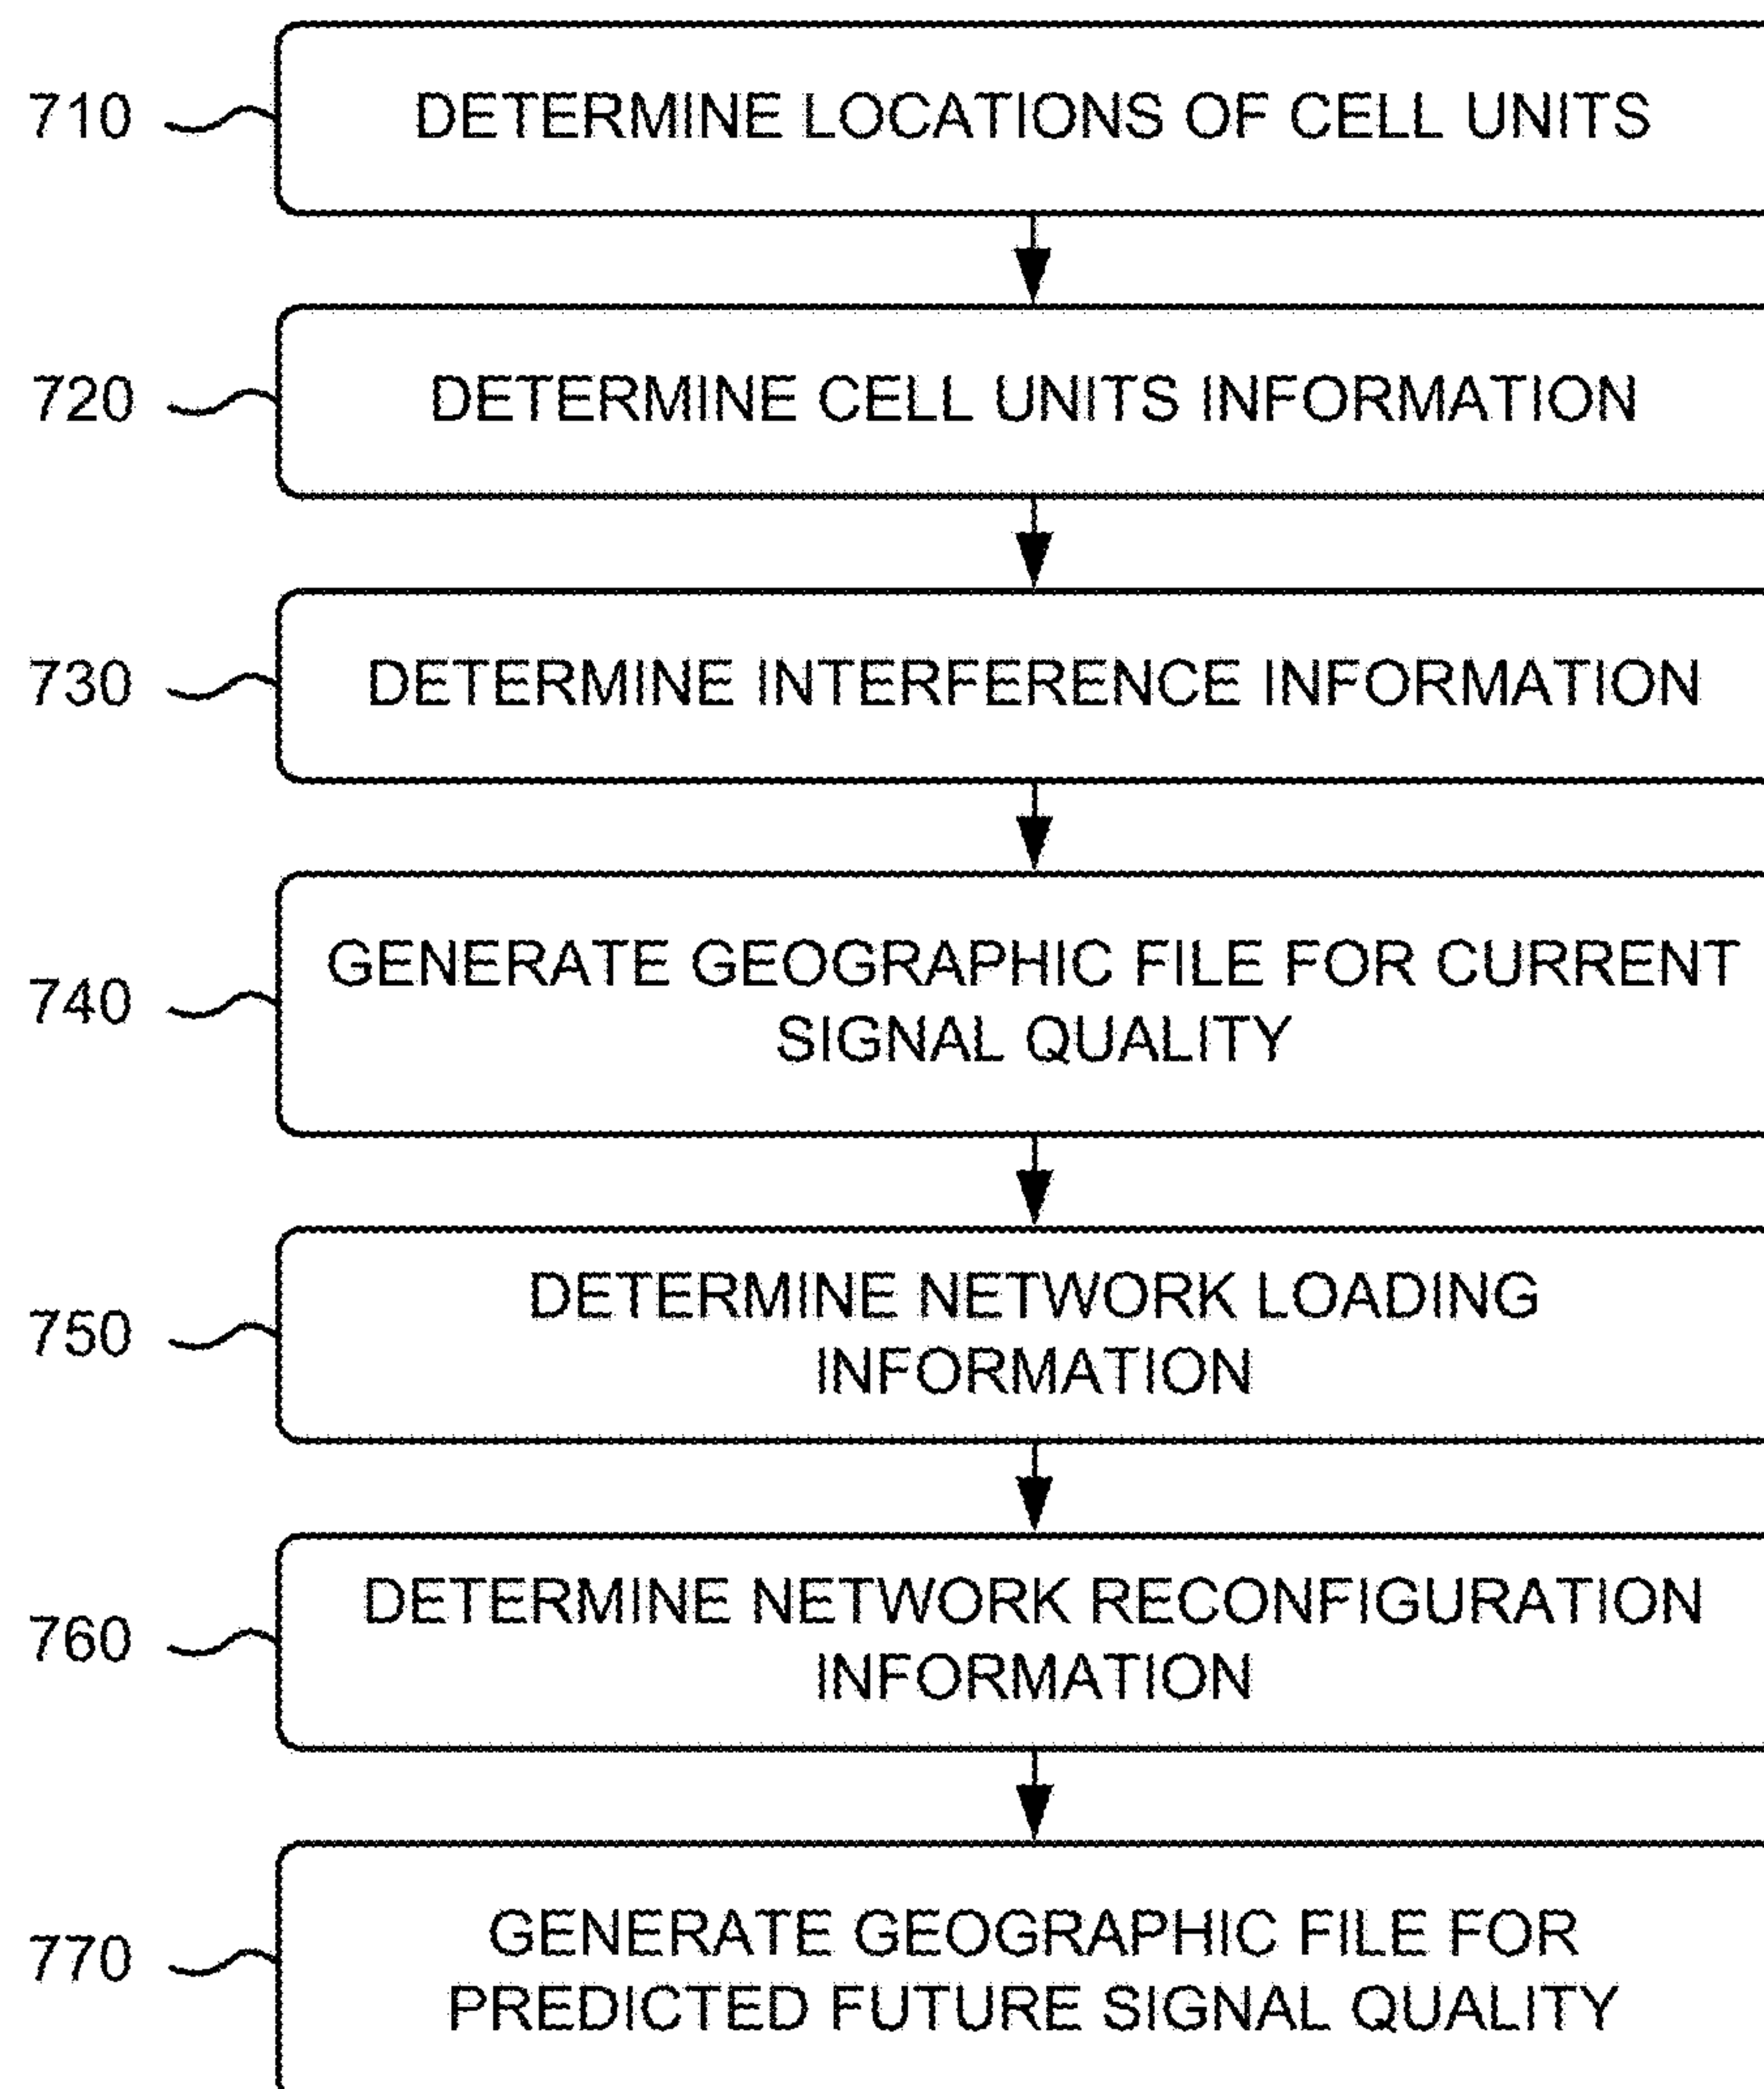 710 DETERMINE LOCATIONS OF CELL UNITS
720 DETERMINE CELL UNITS INFORMATION
730 DETERMINE INTERFERENCE INFORMATION
740 GENERATE GEOGRAPHIC FILE FOR CURRENT
SIGNAL QUALITY
750 DETERMINE NETWORK LOADING
INFORMATION
760 DETERMINE NETWORK RECONFIGURATION
INFORMATION
770 GENERATE GEOGRAPHIC FILE FOR
PREDICTED FUTURE SIGNAL QUALITY